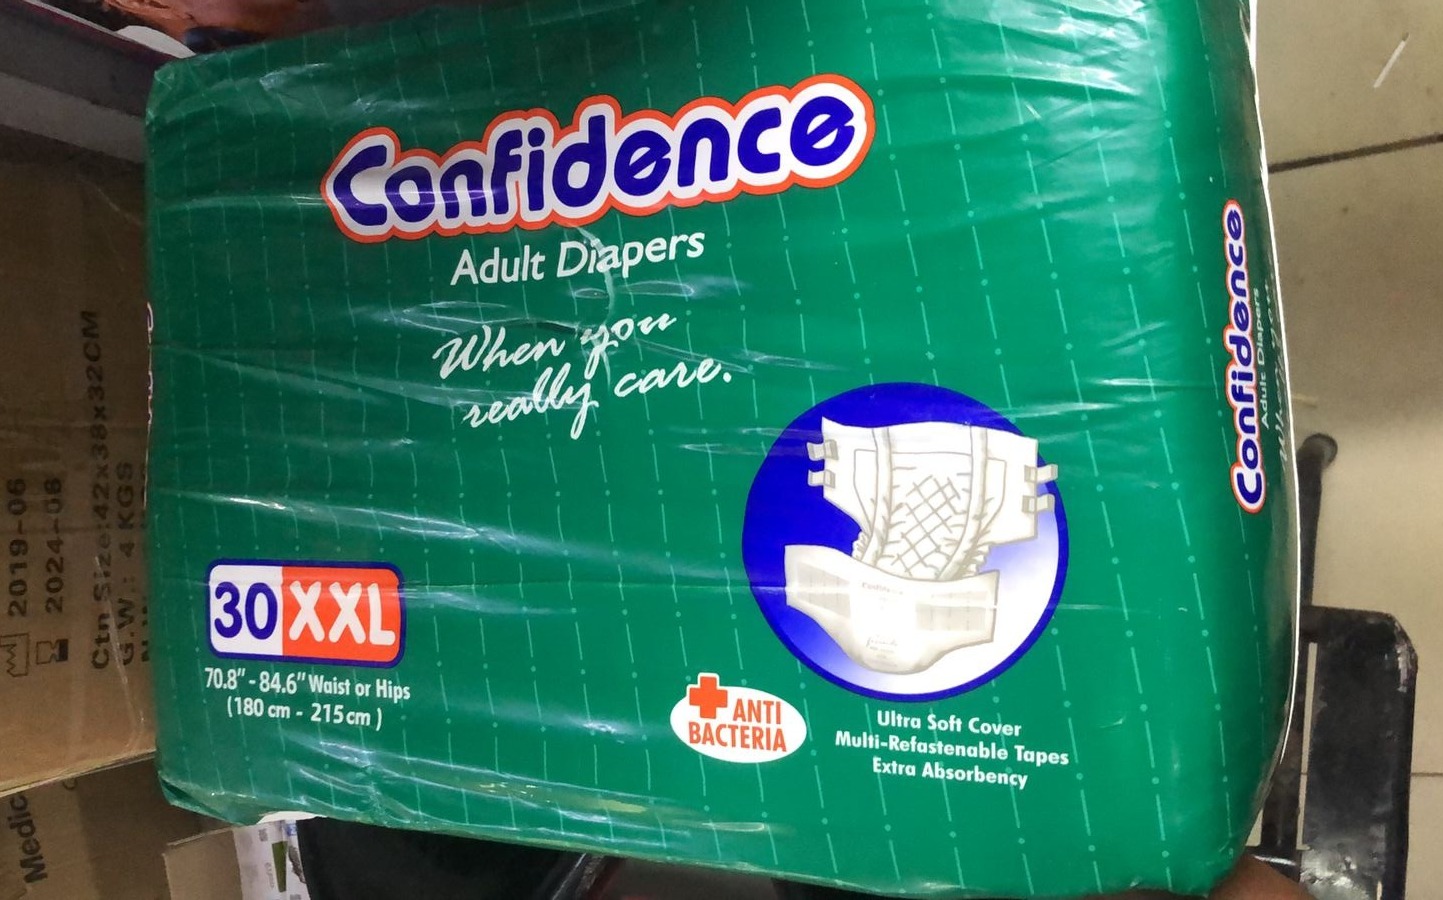 Confidence
Adult Diapers
When you
really care.
30 XXL
70.8" - 84.6" Waist or Hips
(180 cm - 215 cm)
ANTI
BACTERIA
Ultra Soft Cover
Multi-Refastenable Tapes
Extra Absorbency
Confidence
Adult Diapers
2019-06
2024-08
Ctn Size:42x38x32CM
G.W.: 4 KGS
Medic